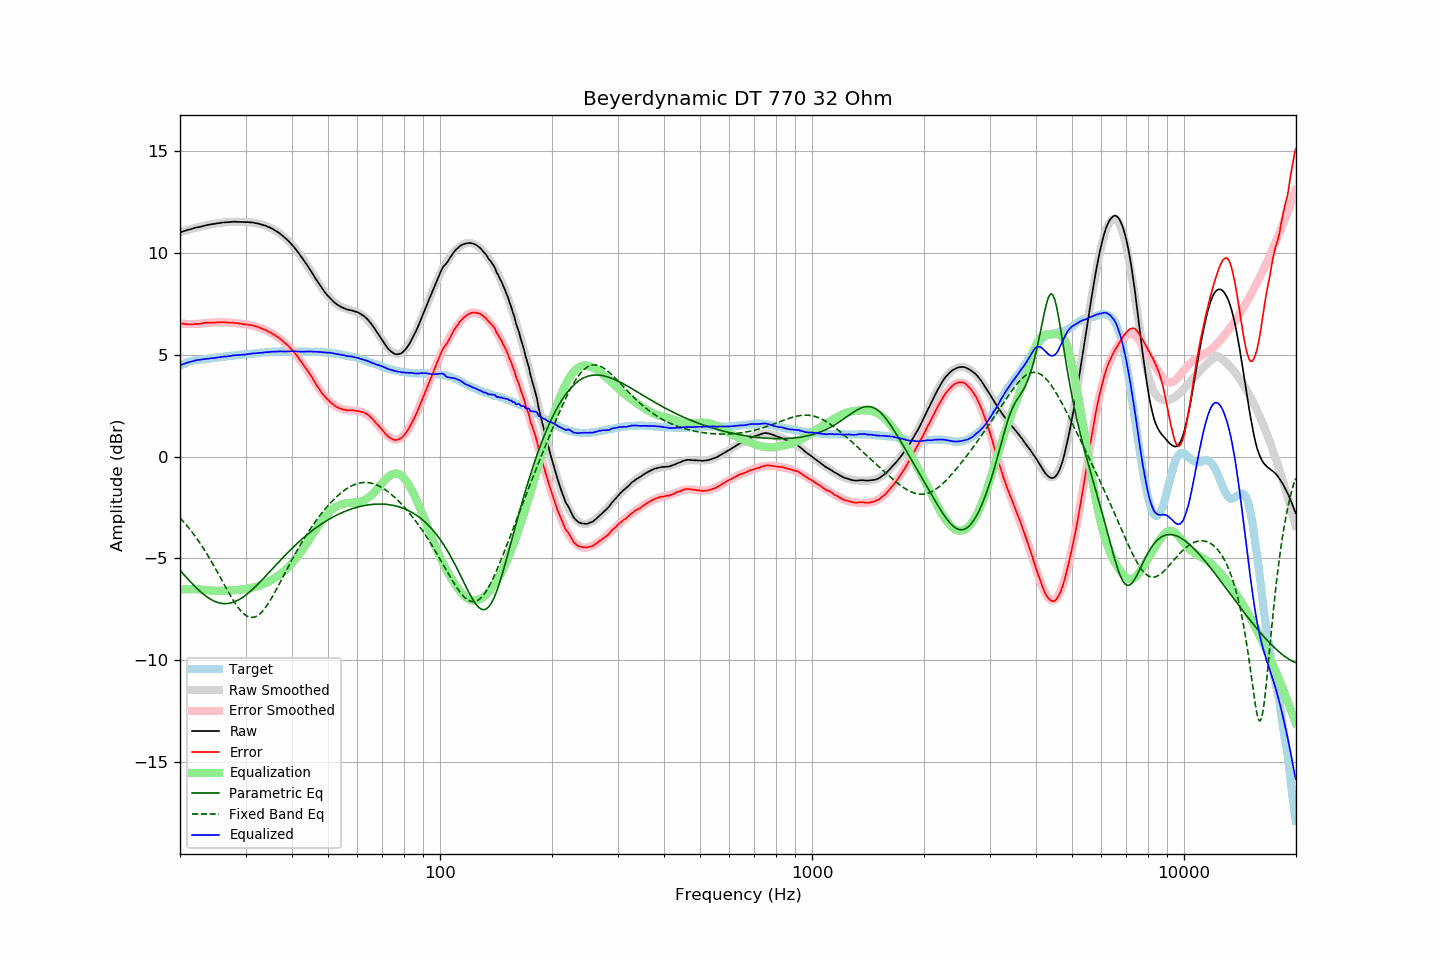 Beyerdynamic DT 770 32 Ohm
15
10
5
0
−5
−10
−15
Amplitude (dBr)
Target
Raw Smoothed
Error Smoothed
Raw
Error
Equalization
Parametric Eq
Fixed Band Eq
Equalized
100
1000
10000
Frequency (Hz)